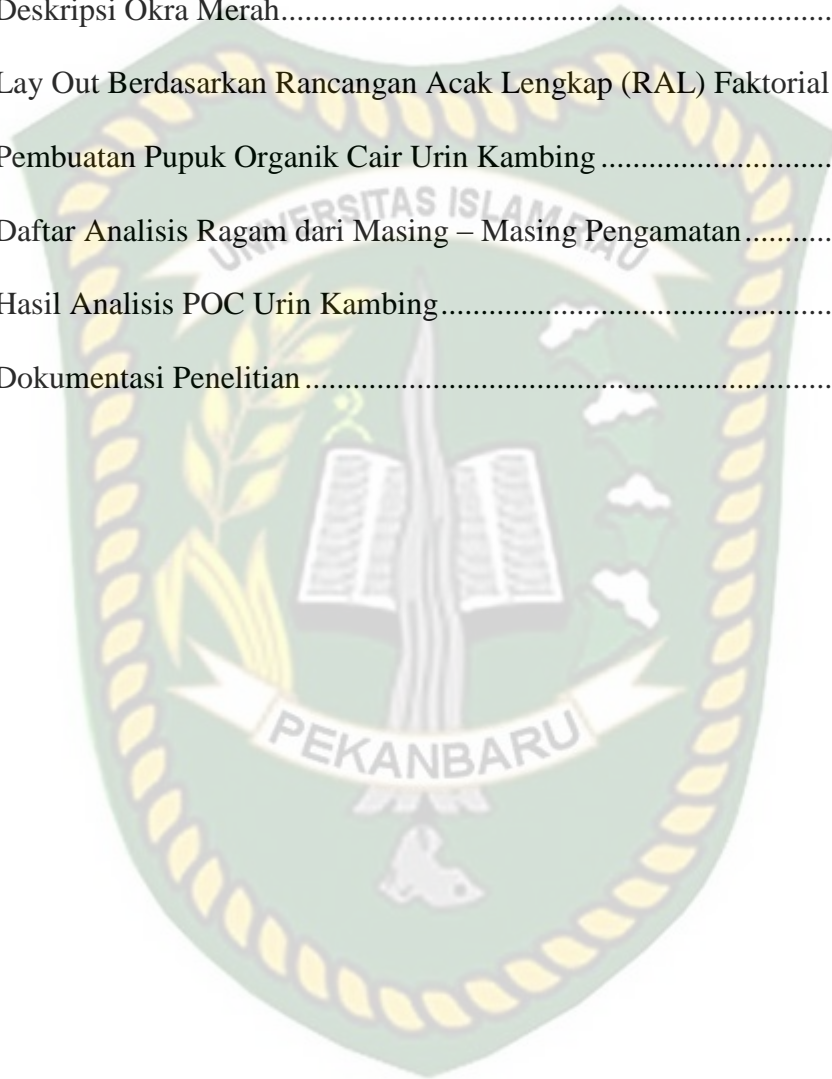 Deskripsi Okra Merah....................................................................
Lay Out Berdasarkan Rancangan Acak Lengkap (RAL) Faktorial
Pembuatan Pupuk Organik Cair Urin Kambing............................
Daftar Analisis Ragam dari Masing – Masing Pengamatan...........
Hasil Analisis POC Urin Kambing................................................
Dokumentasi Penelitian.................................................................
UNIVERSITAS ISLAM RIAU
PEKANBARU